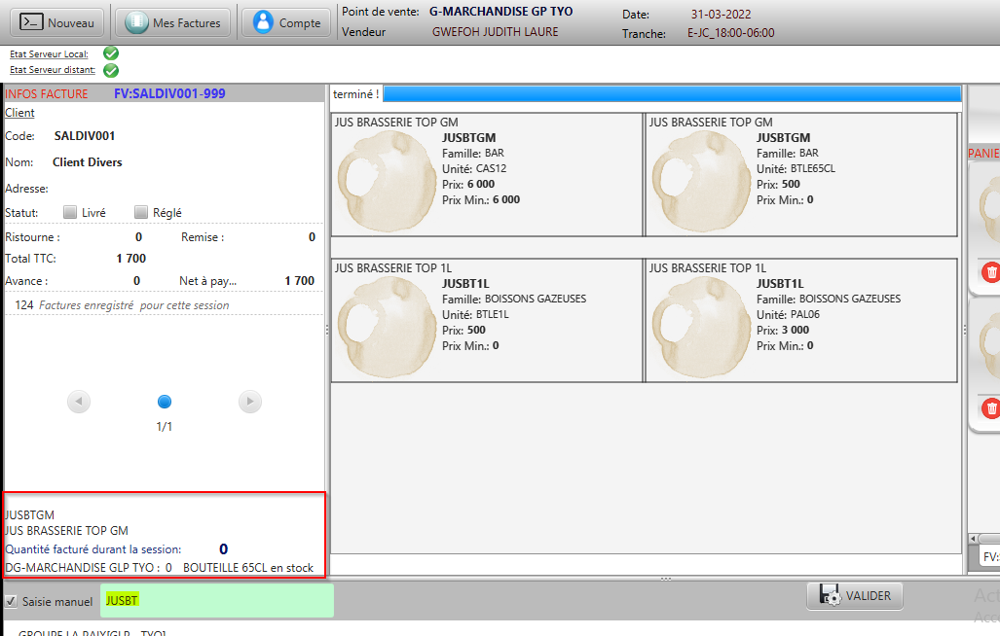 Nouveau Mes Factures Compte
Point de vente: G-MARCHANDISE GP TYO
Vendeur GWEFOH JUDITH LAURE
Date: 31-03-2022
Tranche: E-JC_18:00-06:00
Etat Serveur Local:
Etat Serveur distant:
INFOS FACTURE FV:SALDIV001-999
Client
Code: SALDIV001
Nom: Client Divers
Adresse:
Statut: Livré Réglé
Ristourne : 0 Remise : 0
Total TTC: 1 700
Avance : 0 Net à pay... 1 700
124 Factures enregistré pour cette session
1/1
JUSBTGM
JUS BRASSERIE TOP GM
Quantité facturé durant la session: 0
DG-MARCHANDISE GLP TYO : 0 BOUTEILLE 65CL en stock
terminé !
JUS BRASSERIE TOP GM
JUSBTGM
Famille: BAR
Unité: CAS12
Prix: 6 000
Prix Min.: 6 000
JUS BRASSERIE TOP GM
JUSBTGM
Famille: BAR
Unité: BTLE65CL
Prix: 500
Prix Min.: 0
JUS BRASSERIE TOP 1L
JUSBT1L
Famille: BOISSONS GAZEUSES
Unité: BTLE1L
Prix: 500
Prix Min.: 0
JUS BRASSERIE TOP 1L
JUSBT1L
Famille: BOISSONS GAZEUSES
Unité: PAL06
Prix: 3 000
Prix Min.: 0
PANIE
FV:
Saisie manuel JUSBT
VALIDER
Act
Accé